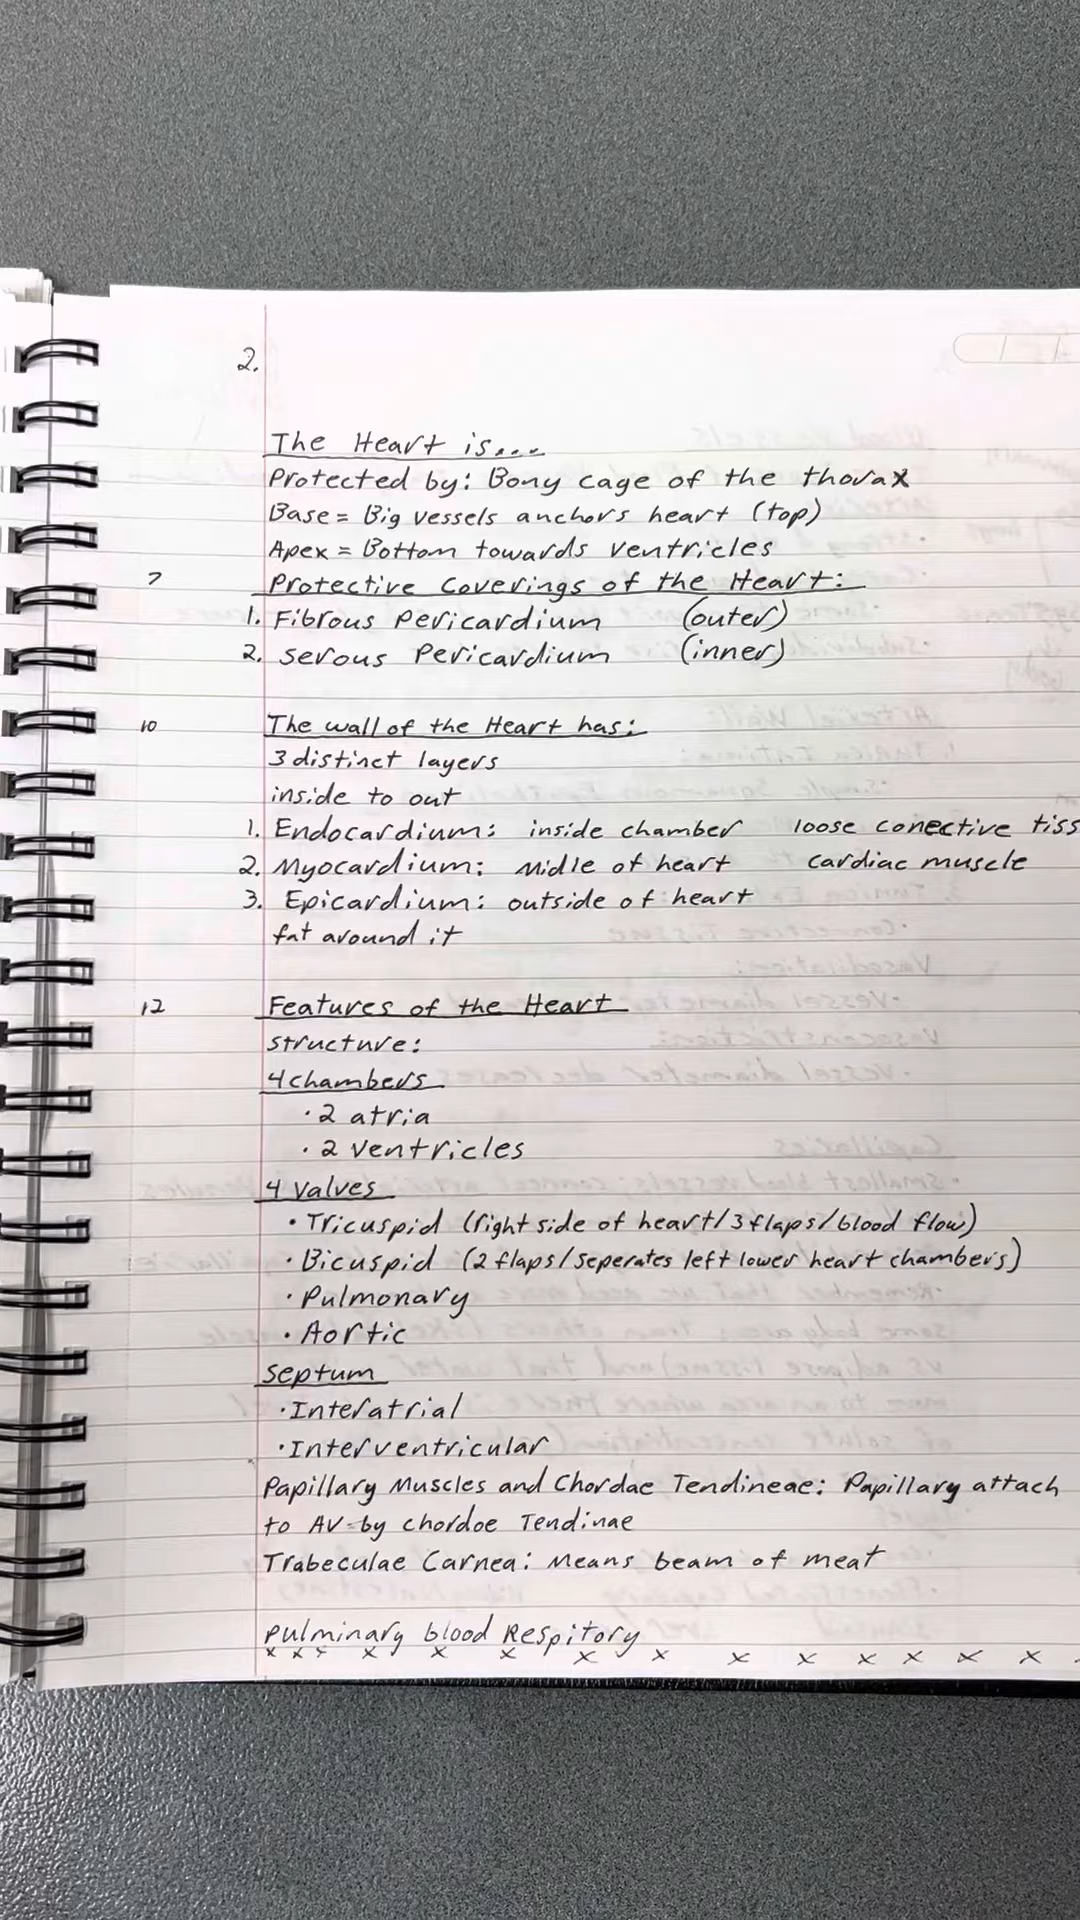 2.
The Heart is...
Protected by: Bony cage of the thorax
Base = Big vessels anchors heart (top)
Apex = Bottom towards ventricles
7 Protective Coverings of the Heart:
1. Fibrous Pericardium (outer)
2. serous Pericardium (inner)
10 The wall of the Heart has:
3 distinct layers
inside to out
1. Endocardium: inside chamber loose conective tiss
2. Myocardium: Midle of heart cardiac muscle
3. Epicardium: outside of heart
fat around it
12 Features of the Heart
structure:
4 chambers
· 2 atria
· 2 ventricles
4 Valves
· Tricuspid (right side of heart/3 flaps/blood flow)
· Bicuspid (2 flaps/seperates left lower heart chambers)
· Pulmonary
· Aortic
Septum
· Interatrial
· Interventricular
Papillary Muscles and Chordae Tendineae: Papillary attach
to AV by chordoe Tendinae
Trabeculae Carnea: Means beam of meat
Pulminary blood Respitory
x x x x x x x x x x x x x x